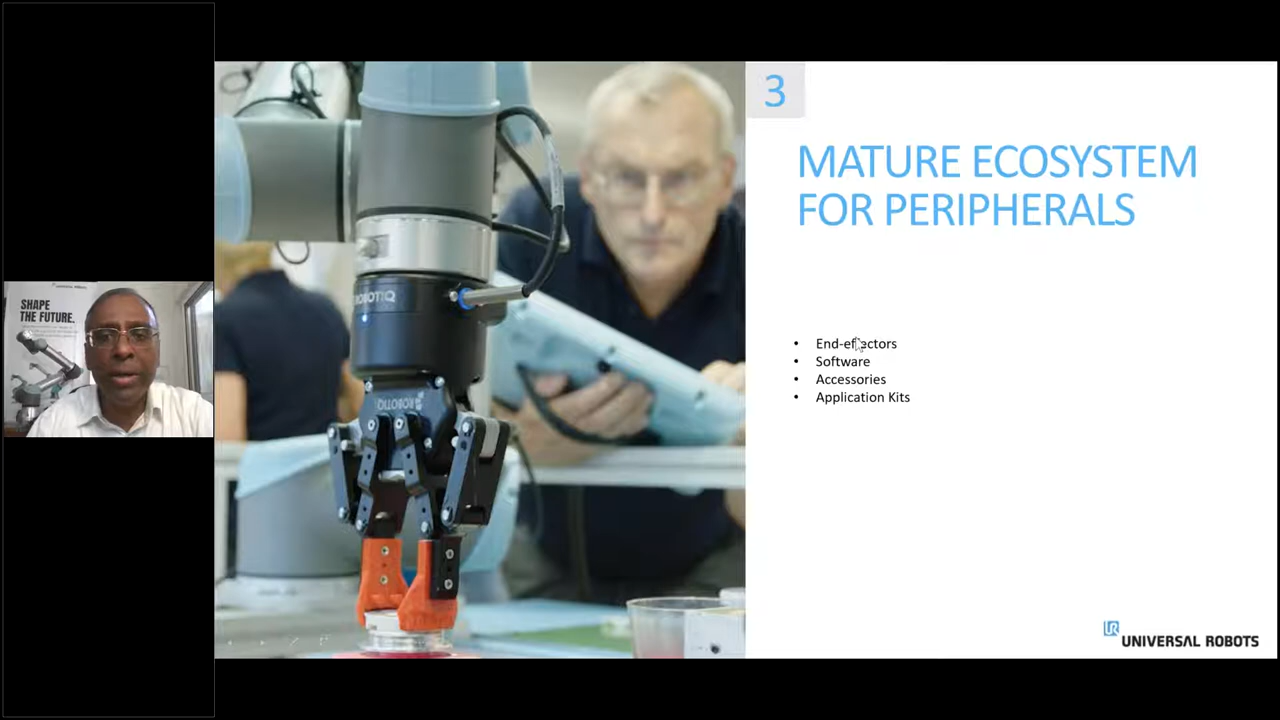 3
MATURE ECOSYSTEM
FOR PERIPHERALS
• End-effectors
• Software
• Accessories
• Application Kits
UR
UNIVERSAL ROBOTS
ROBOTIQ
ROBOTIQ
SHAPE
THE FUTURE.